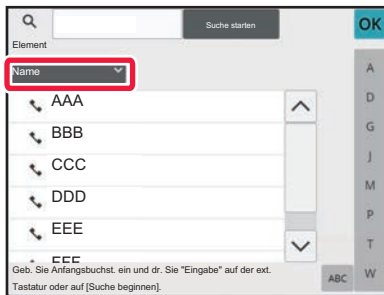 Suche starten
OK
Element
Name
A
AAA
D
BBB
G
CCC
J
DDD
M
EEE
P
EEE
T
Geb. Sie Anfangsbuchst. ein und dr. Sie "Eingabe" auf der ext.
Tastatur oder auf [Suche beginnen].
ABC
W